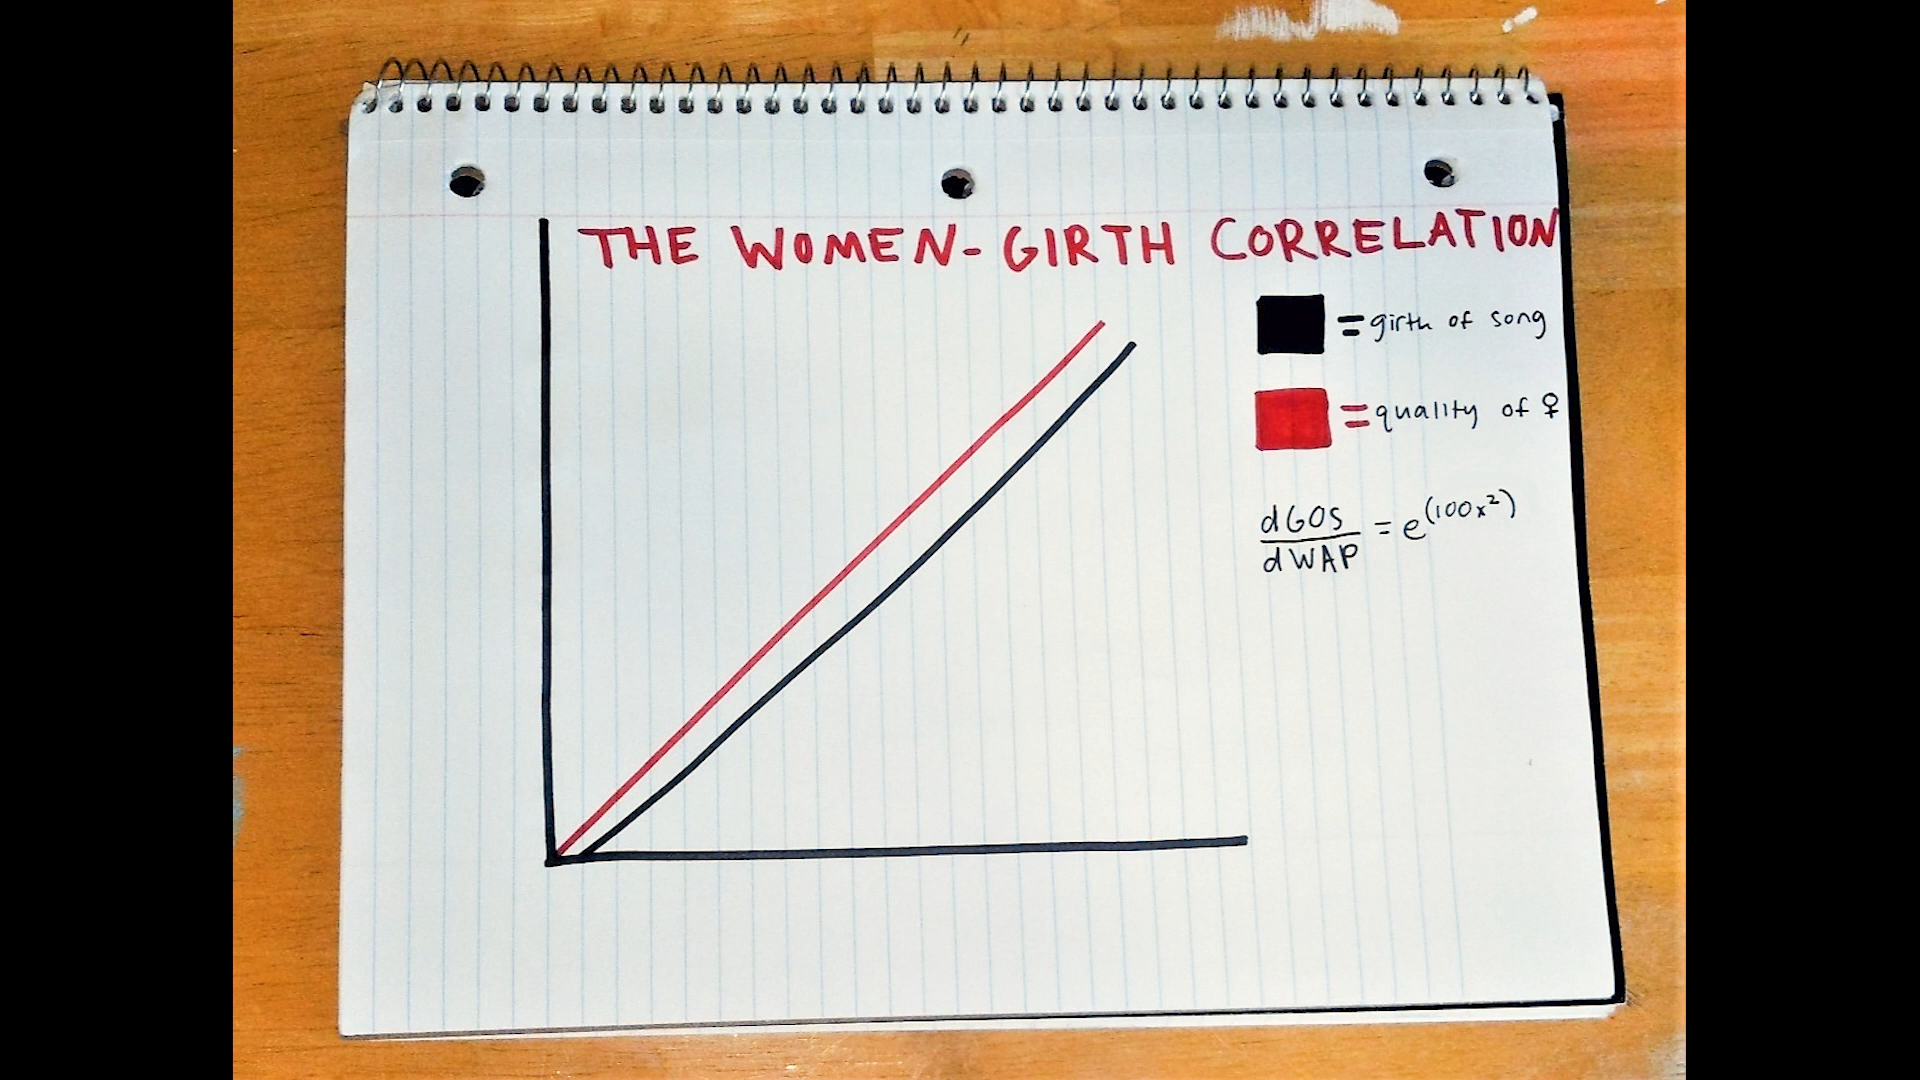 THE WOMEN-GIRTH CORRELATION
= girth of song
= quality of ♀
dGOS
dWAP
= e^(100x²)